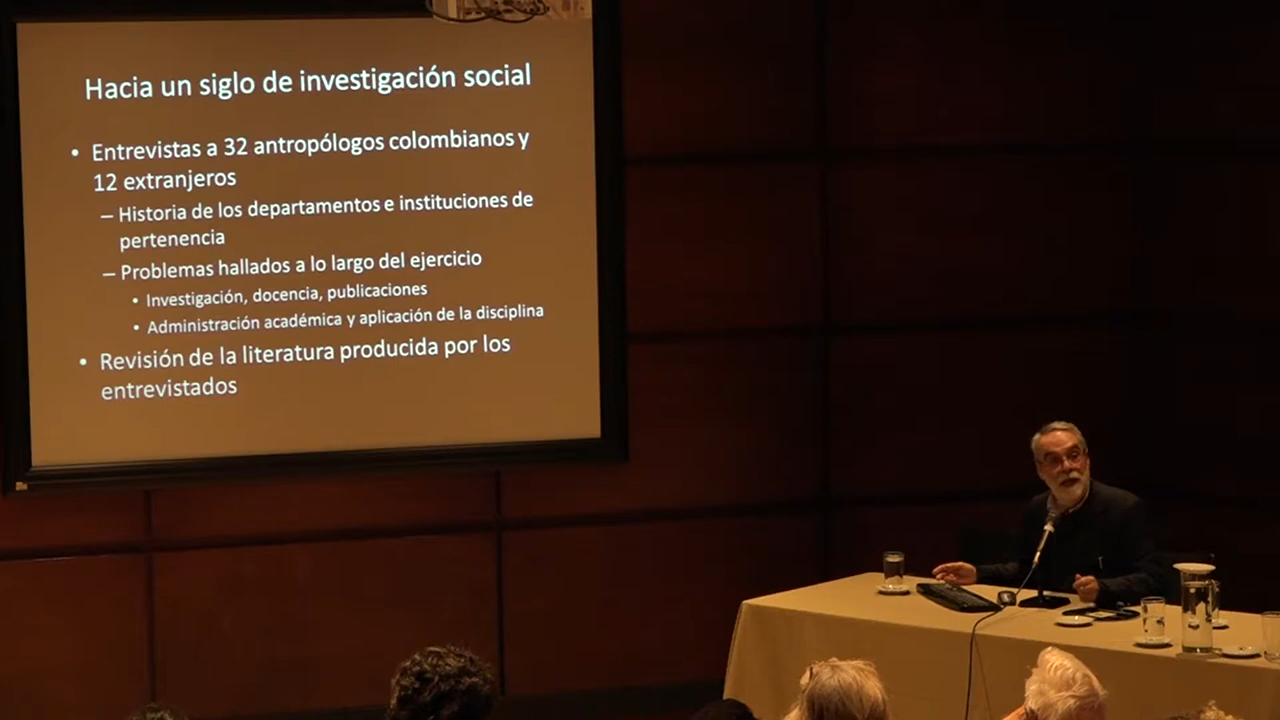 Hacia un siglo de investigación social
• Entrevistas a 32 antropólogos colombianos y
12 extranjeros
– Historia de los departamentos e instituciones de
pertenencia
– Problemas hallados a lo largo del ejercicio
• Investigación, docencia, publicaciones
• Administración académica y aplicación de la disciplina
• Revisión de la literatura producida por los
entrevistados